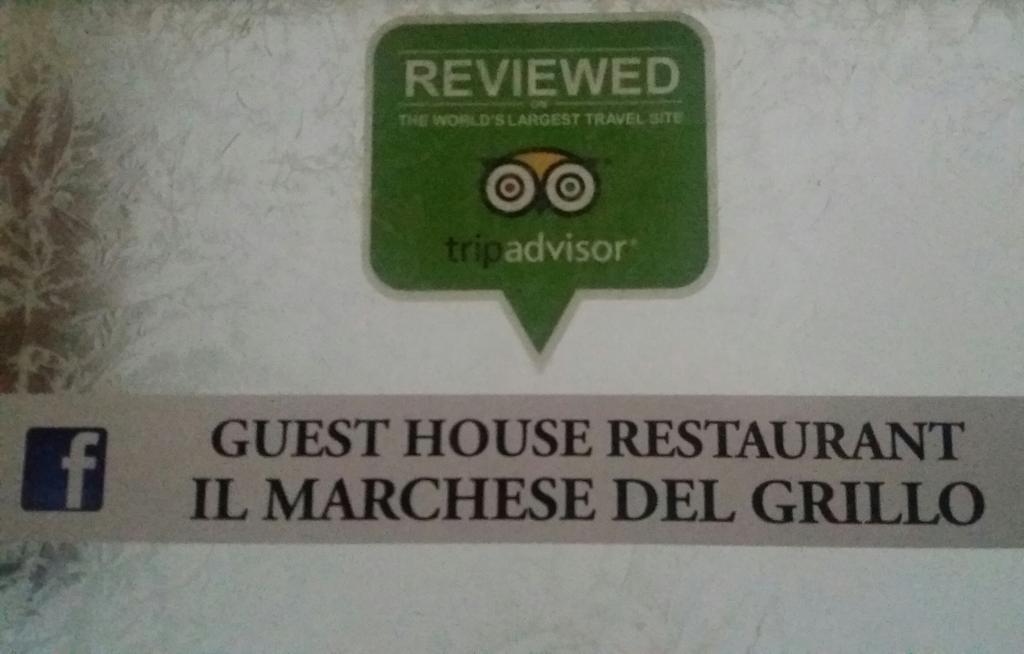 REVIEWED
ON
THE WORLD'S LARGEST TRAVEL SITE
tripadvisor®
f
GUEST HOUSE RESTAURANT
IL MARCHESE DEL GRILLO